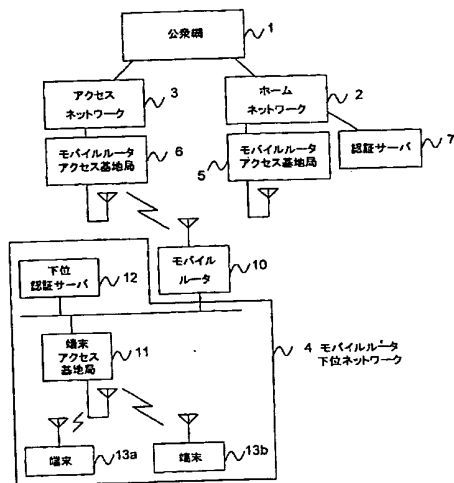 公衆網
1
アクセス
ネットワーク
3
ホーム
ネットワーク
2
モバイルルータ
アクセス基地局
6
モバイルルータ
アクセス基地局
5
認証サーバ
7
下位
認証サーバ
12
モバイル
ルータ
10
端末
アクセス
基地局
11
4 モバイルルータ
下位ネットワーク
端末
13a
端末
13b